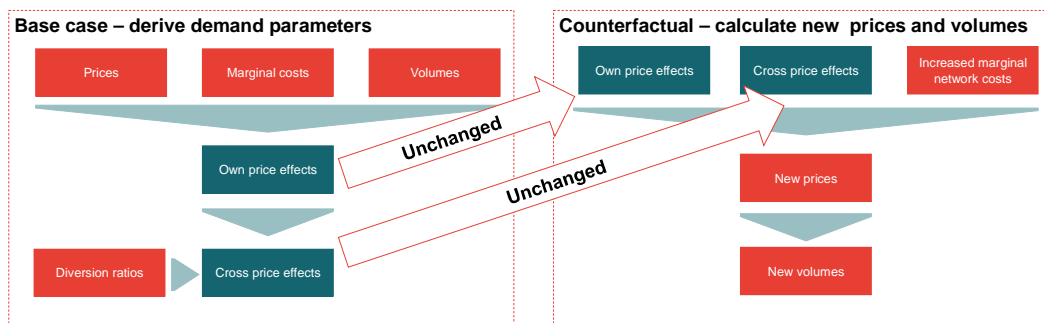 Base case – derive demand parameters
Prices
Marginal costs
Volumes
Own price effects
Diversion ratios
Cross price effects
Unchanged
Unchanged
Counterfactual – calculate new prices and volumes
Own price effects
Cross price effects
Increased marginal
network costs
New prices
New volumes